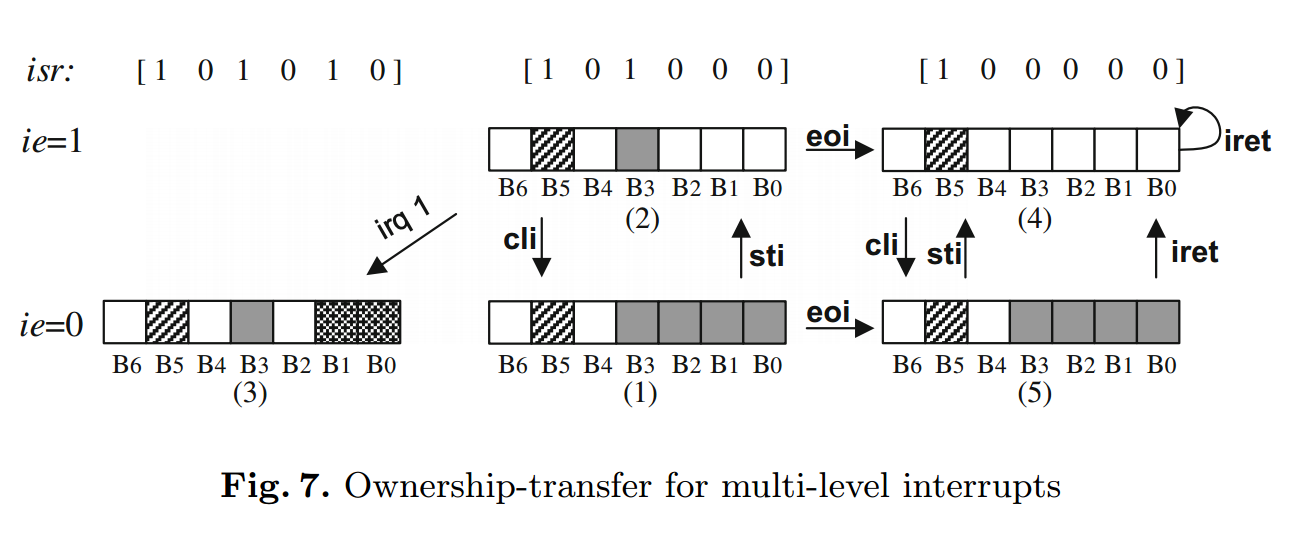 isr: [ 1 0 1 0 1 0 ] [ 1 0 1 0 0 0 ] [ 1 0 0 0 0 0 ]
ie=1 eoi iret
B6 B5 B4 B3 B2 B1 B0 B6 B5 B4 B3 B2 B1 B0
irq 1 (2) (4)
cli sti cli sti iret
ie=0 eoi
B6 B5 B4 B3 B2 B1 B0 B6 B5 B4 B3 B2 B1 B0 B6 B5 B4 B3 B2 B1 B0
(3) (1) (5)
Fig. 7. Ownership-transfer for multi-level interrupts